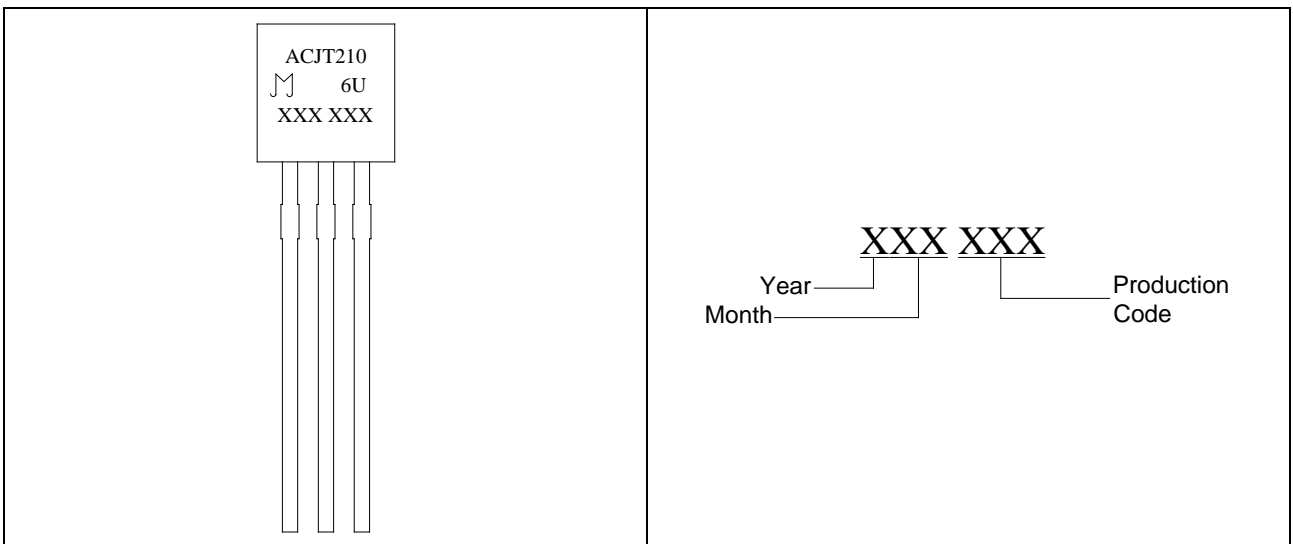 ACJT210
6U
XXX XXX
XXX XXX
Year
Month
Production
Code